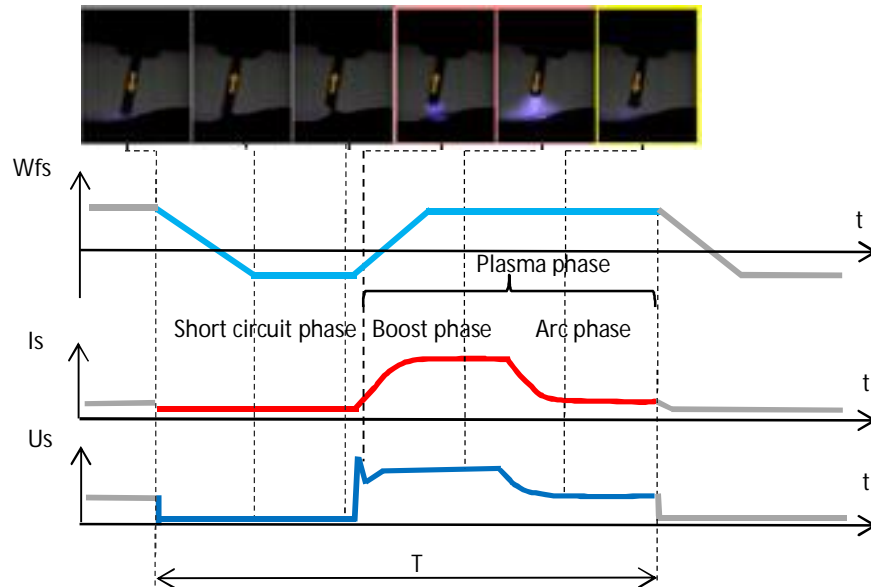 Wfs
t
Plasma phase
Short circuit phase Boost phase Arc phase
Is
t
Us
t
T